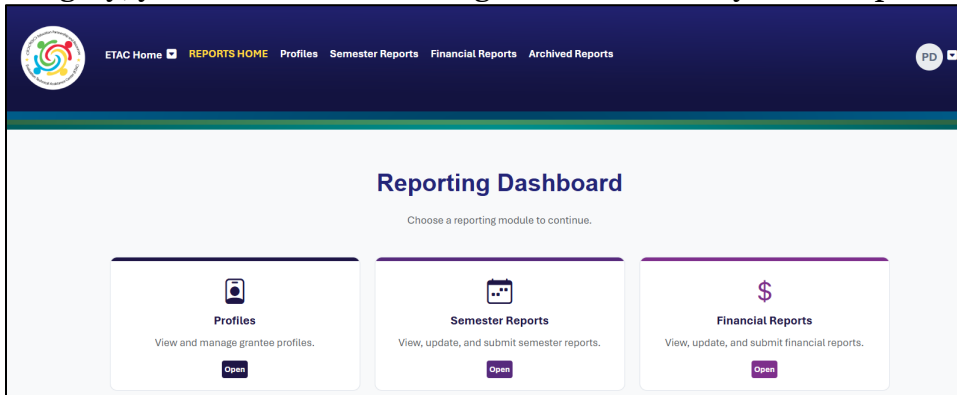 ETAC Home REPORTS HOME Profiles Semester Reports Financial Reports Archived Reports PD
Reporting Dashboard
Choose a reporting module to continue.
Profiles
View and manage grantee profiles.
Open
Semester Reports
View, update, and submit semester reports.
Open
$
Financial Reports
View, update, and submit financial reports.
Open